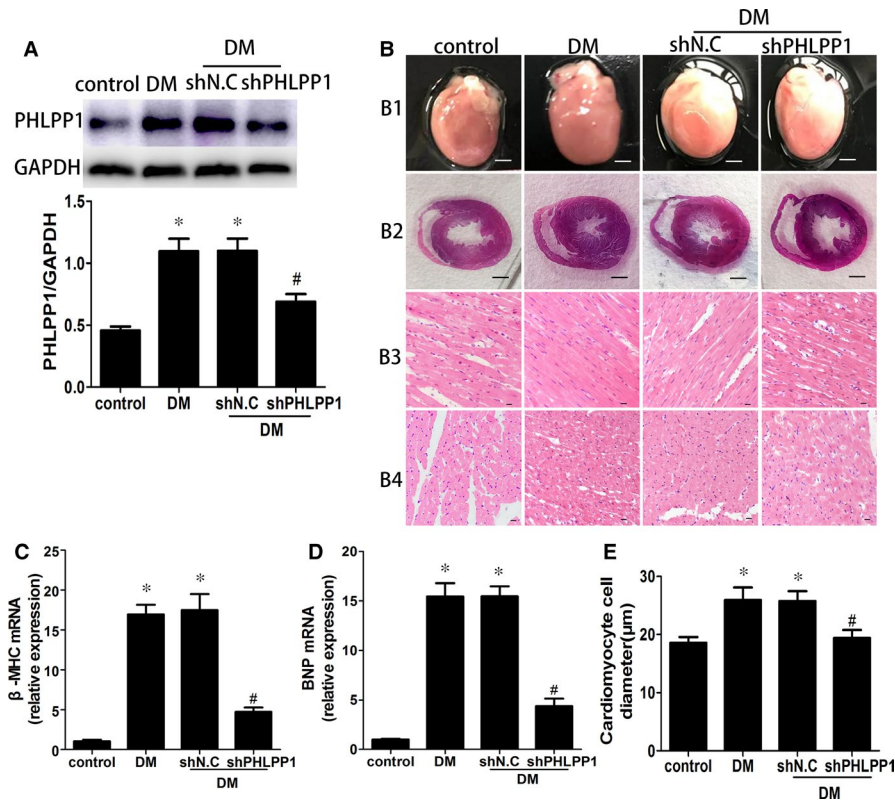 A
DM
control DM shN.C shPHLPP1
PHLPP1
GAPDH
PHLPP1/GAPDH
1.5
1.0
0.5
0.0
* * #
control DM shN.C shPHLPP1
DM
B
DM
control DM shN.C shPHLPP1
B1
B2
B3
B4
C
β -MHC mRNA
(relative expression)
25
20
15
10
5
0
* * #
control DM shN.C shPHLPP1
DM
D
BNP mRNA
(relative expression)
20
15
10
5
0
* * #
control DM shN.C shPHLPP1
DM
E
Cardiomyocyte cell
diameter(μm)
30
20
10
0
* * #
control DM shN.C shPHLPP1
DM